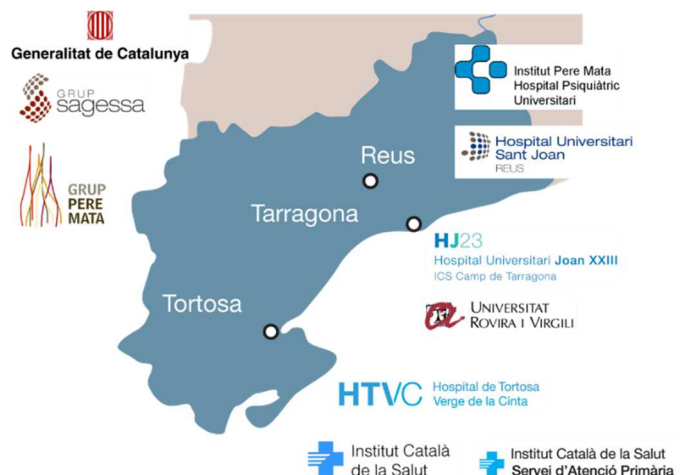 Generalitat de Catalunya
GRUP
sagessa
GRUP
PERE
MATA
Institut Pere Mata
Hospital Psiquiàtric
Universitari
Hospital Universitari
Sant Joan
REUS
Reus
Tarragona
HJ23
Hospital Universitari Joan XXIII
ICS Camp de Tarragona
UNIVERSITAT
ROVIRA I VIRGILI
Tortosa
HTVC
Hospital de Tortosa
Verge de la Cinta
Institut Català
de la Salut
Institut Català de la Salut
Servei d'Atenció Primària